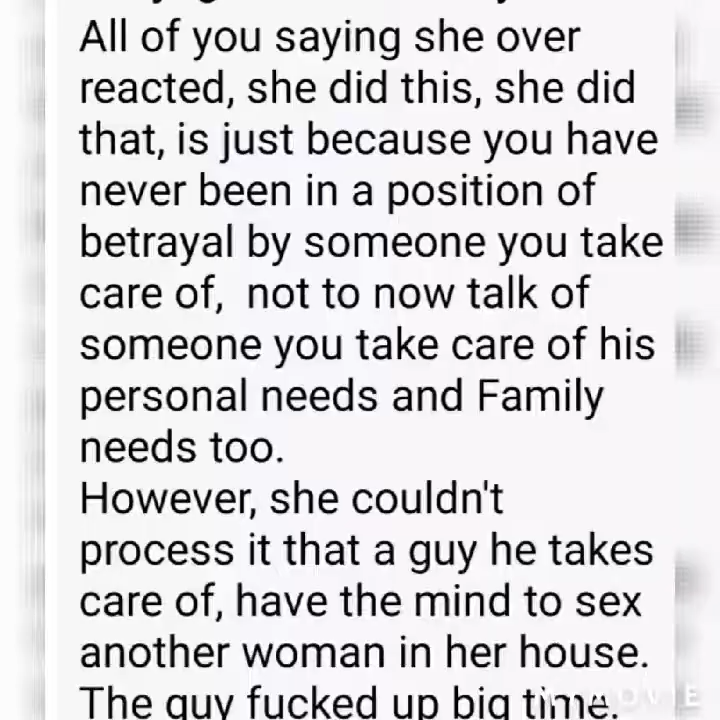 All of you saying she over
reacted, she did this, she did
that, is just because you have
never been in a position of
betrayal by someone you take
care of,  not to now talk of
someone you take care of his
personal needs and Family
needs too.
However, she couldn't
process it that a guy he takes
care of, have the mind to sex
another woman in her house.
The guy fucked up big time.